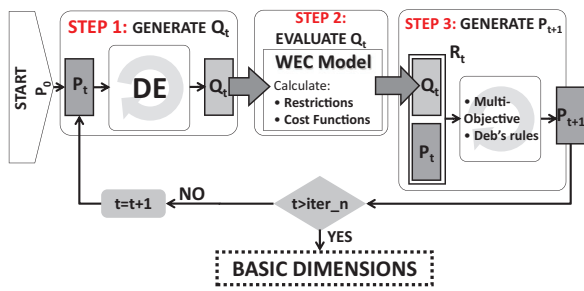 START
P0
STEP 1: GENERATE Qt
Pt
DE
Qt
STEP 2:
EVALUATE Qt
WEC Model
Calculate:
• Restrictions
• Cost Functions
STEP 3: GENERATE Pt+1
Rt
Qt
Pt
• Multi-
Objective
• Deb's rules
Pt+1
t=t+1
NO
t>iter_n
YES
BASIC DIMENSIONS